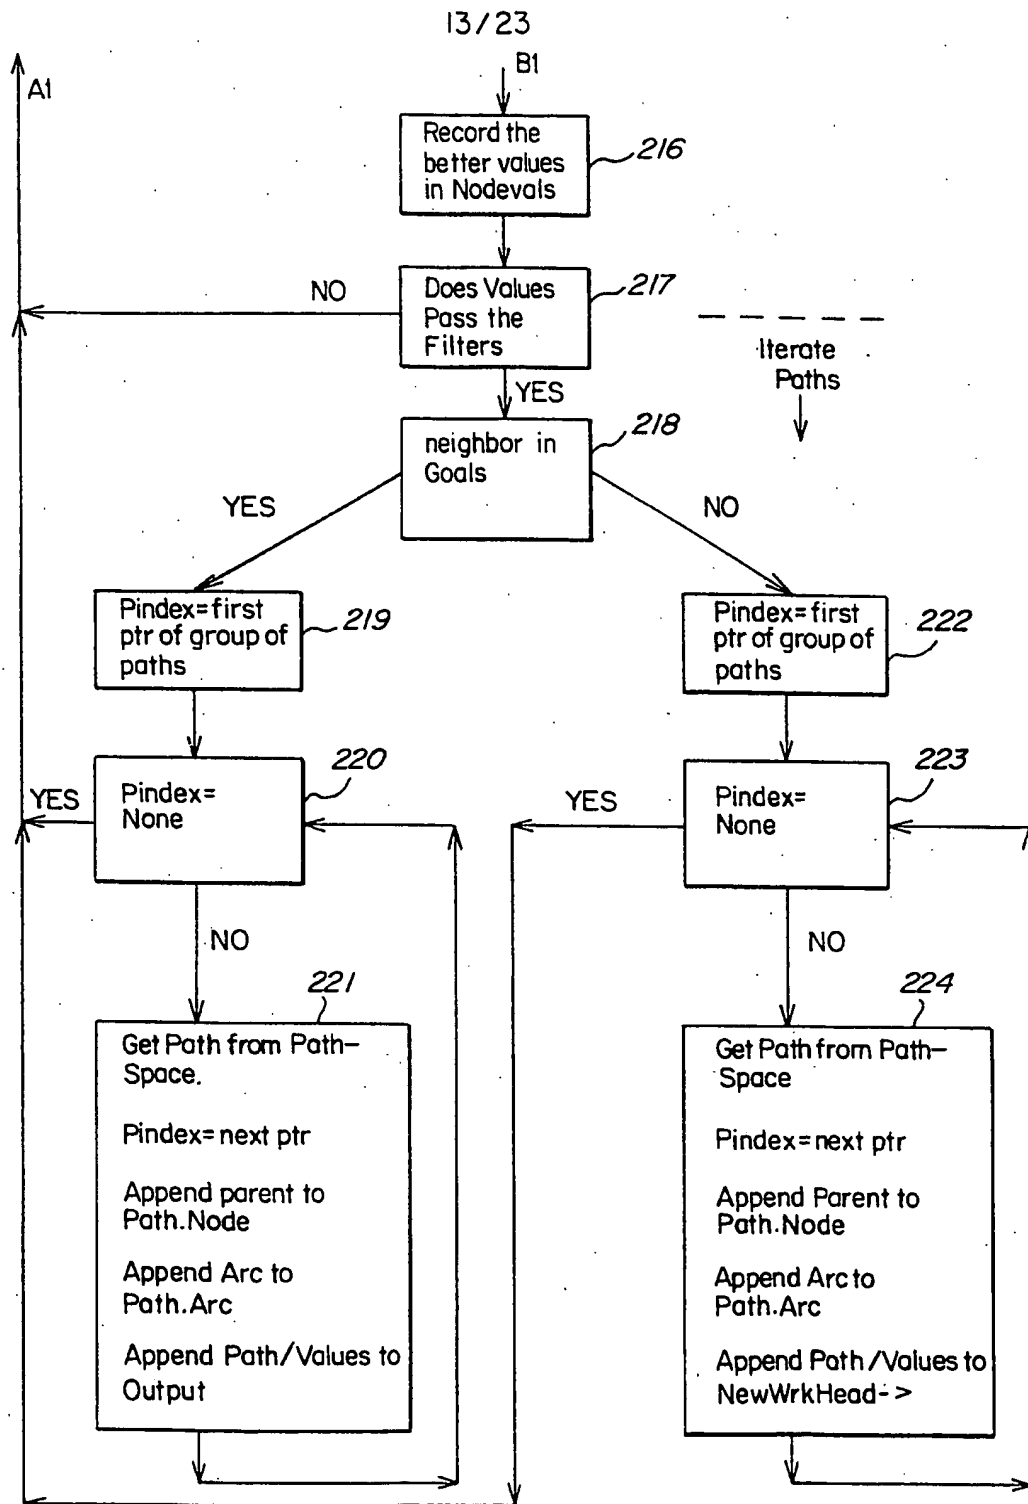 13/23
A1
B1
Record the
better values
in Nodevals
216
Does Values
Pass the
Filters
217
NO
YES
Iterate
Paths
neighbor in
Goals
218
YES
NO
Pindex=first
ptr of group of
paths
219
Pindex=first
ptr of group of
paths
222
Pindex=
None
220
YES
NO
Pindex=
None
223
YES
NO
221
Get Path from Path-
Space.
Pindex=next ptr
Append parent to
Path.Node
Append Arc to
Path.Arc
Append Path/Values to
Output
224
Get Path from Path-
Space
Pindex=next ptr
Append Parent to
Path.Node
Append Arc to
Path.Arc
Append Path/Values to
NewWrkHead->